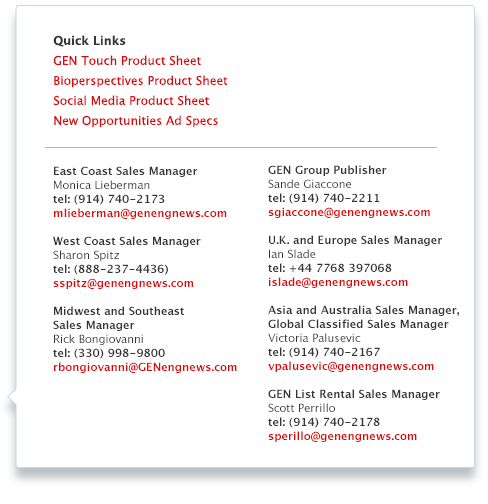 Quick Links
GEN Touch Product Sheet
Bioperspectives Product Sheet
Social Media Product Sheet
New Opportunities Ad Specs
East Coast Sales Manager
Monica Lieberman
tel: (914) 740-2173
mlieberman@genengnews.com
West Coast Sales Manager
Sharon Spitz
tel: (888-237-4436)
sspitz@genengnews.com
Midwest and Southeast
Sales Manager
Rick Bongiovanni
tel: (330) 998-9800
rbongiovanni@GENengnews.com
GEN Group Publisher
Sande Giaccone
tel: (914) 740-2211
sgiaccone@genengnews.com
U.K. and Europe Sales Manager
Ian Slade
tel: +44 7768 397068
islade@genengnews.com
Asia and Australia Sales Manager,
Global Classified Sales Manager
Victoria Palusevic
tel: (914) 740-2167
vpalusevic@genengnews.com
GEN List Rental Sales Manager
Scott Perrillo
tel: (914) 740-2178
sperillo@genengnews.com